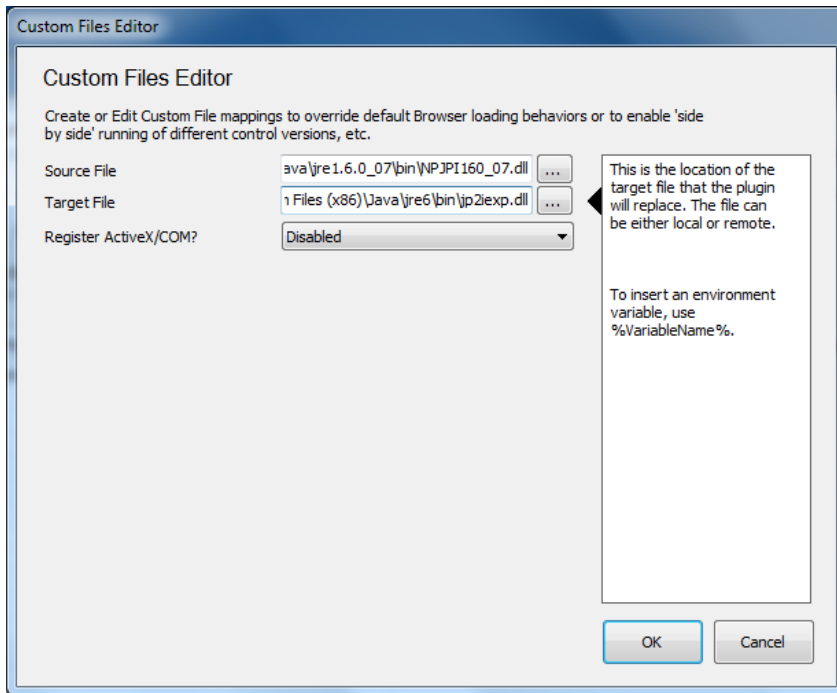 Custom Files Editor
Custom Files Editor
Create or Edit Custom File mappings to override default Browser loading behaviors or to enable 'side
by side' running of different control versions, etc.
Source File
ava\jre1.6.0_07\bin\NPJPI160_07.dll
...
Target File
n Files (x86)\Java\jre6\bin\jp2iexp.dll
...
Register ActiveX/COM?
Disabled
This is the location of the
target file that the plugin
will replace. The file can
be either local or remote.
To insert an environment
variable, use
%VariableName%.
OK
Cancel